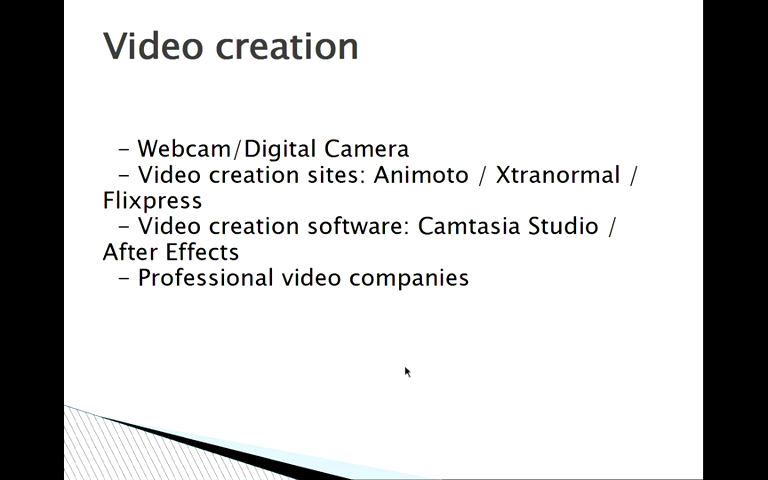 Video creation
- Webcam/Digital Camera
- Video creation sites: Animoto / Xtranormal /
Flixpress
- Video creation software: Camtasia Studio /
After Effects
- Professional video companies